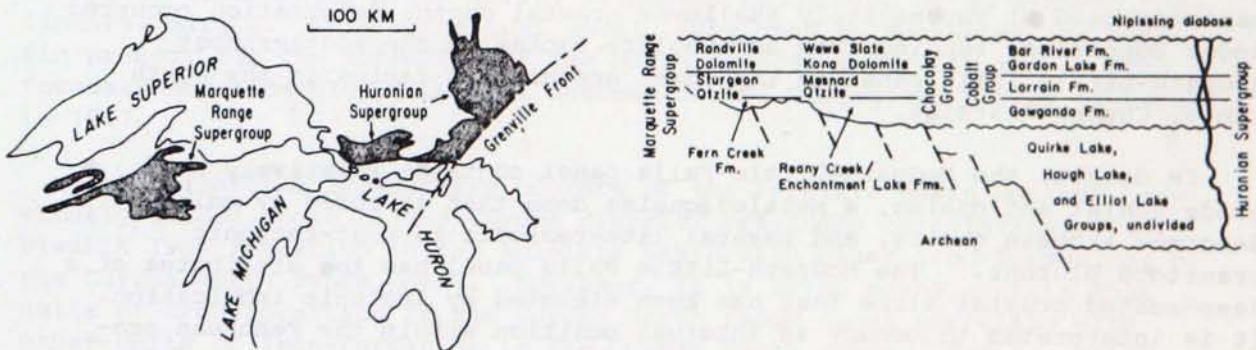 100 KM
LAKE SUPERIOR
Marquette
Range
Supergroup
Huronian
Supergroup
Grenville Front
LAKE MICHIGAN
LAKE HURON
Nipissing diabase
Marquette Range
Supergroup
Randville
Dolomite
Sturgeon
Qtzite
Wewe Slate
Kona Dolomite
Mesnard
Qtzite
Chocolay
Group
Cobalt
Group
Bar River Fm.
Gordon Lake Fm.
Lorrain Fm.
Gowganda Fm.
Fern Creek
Fm.
Reany Creek/
Enchantment Lake Fms.
Archean
Quirke Lake,
Hough Lake,
and Elliot Lake
Groups, undivided
Huronian Supergroup